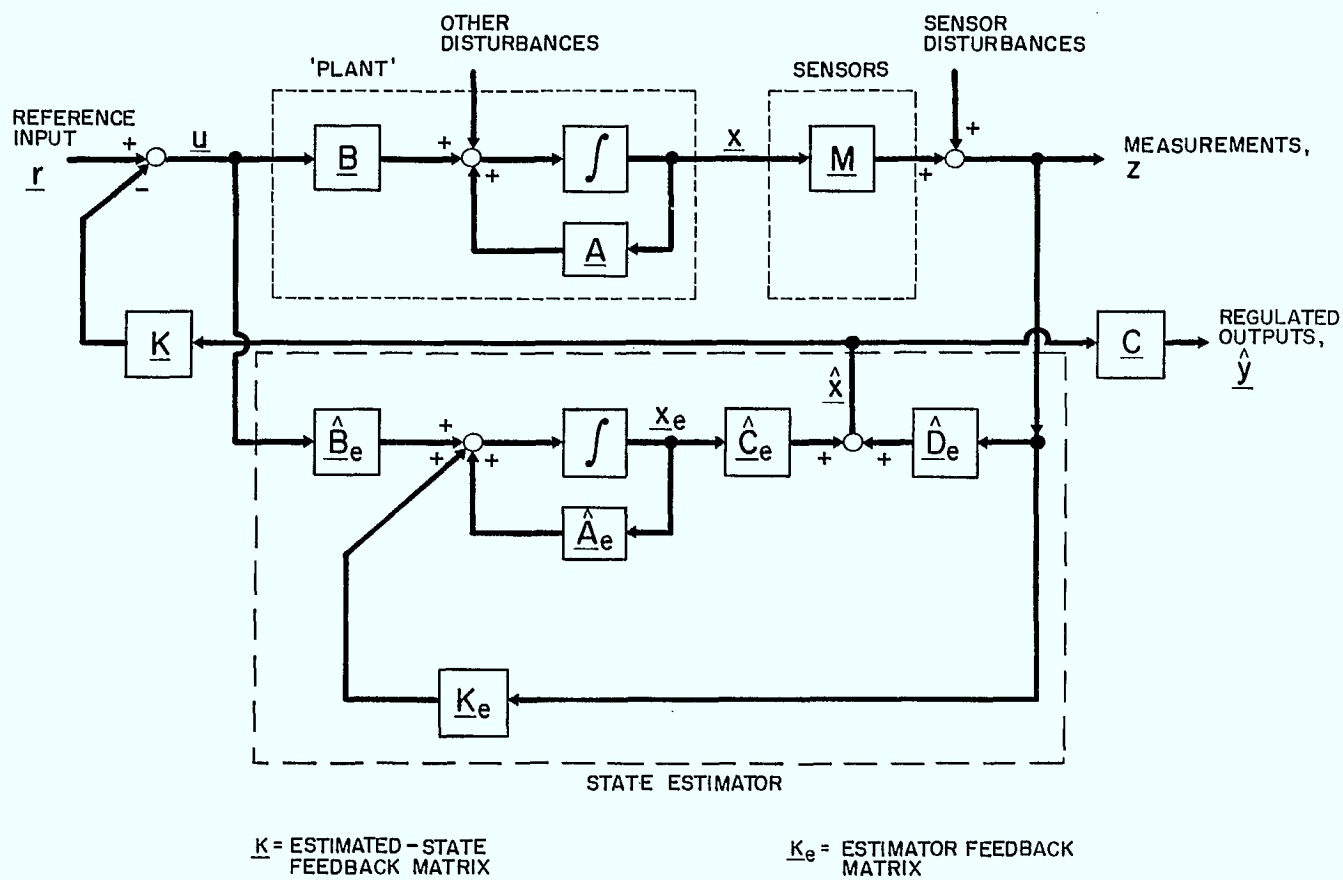 OTHER
DISTURBANCES
SENSOR
DISTURBANCES
'PLANT'
SENSORS
REFERENCE
INPUT
r
+
-
u
B
+
+
∫
A
x
M
+
+
MEASUREMENTS,
z
K
C
REGULATED
OUTPUTS,
ŷ
x̂
B̂e
+
+
+
∫
xe
Ĉe
+
+
D̂e
Âe
Ke
STATE ESTIMATOR
K = ESTIMATED-STATE
FEEDBACK MATRIX
Ke = ESTIMATOR FEEDBACK
MATRIX